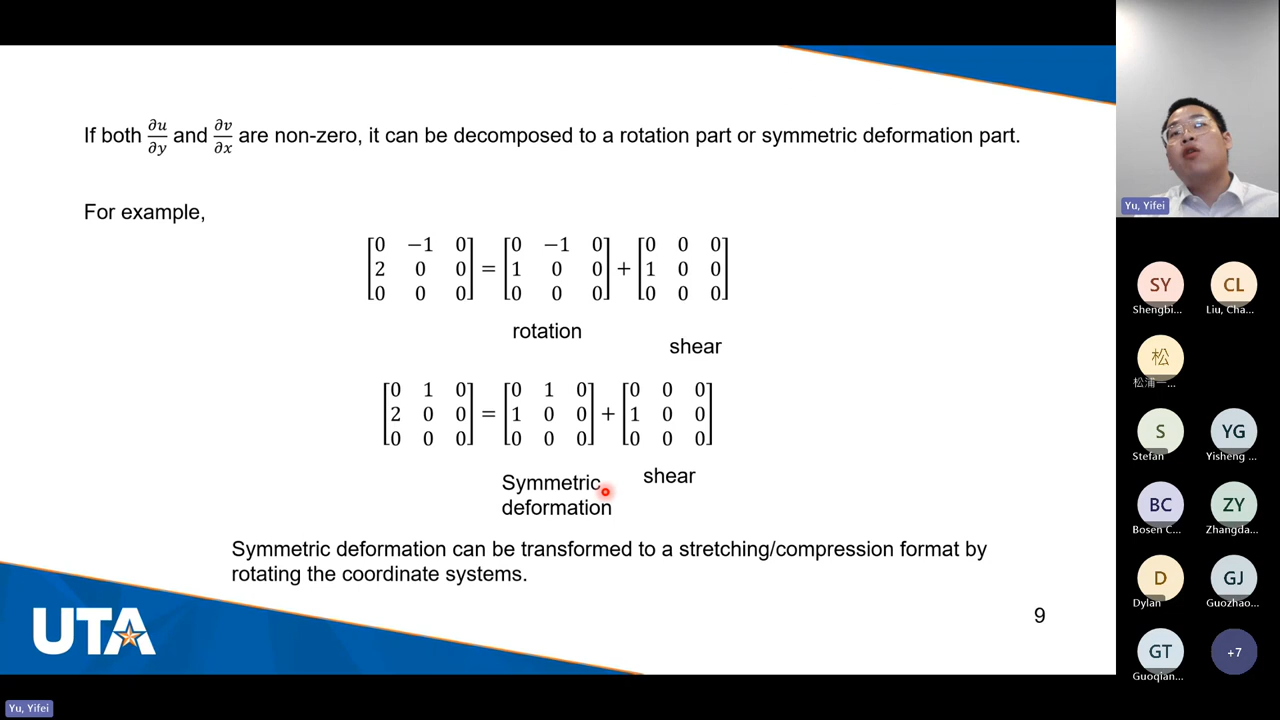 If both ∂u/∂y and ∂v/∂x are non-zero, it can be decomposed to a rotation part or symmetric deformation part.
For example,
[0 −1 0; 2 0 0; 0 0 0] = [0 −1 0; 1 0 0; 0 0 0] + [0 0 0; 1 0 0; 0 0 0]
rotation
shear
[0 1 0; 2 0 0; 0 0 0] = [0 1 0; 1 0 0; 0 0 0] + [0 0 0; 1 0 0; 0 0 0]
Symmetric
deformation
shear
Symmetric deformation can be transformed to a stretching/compression format by
rotating the coordinate systems.
9
UTA
Yu, Yifei
Yu, Yifei
SY
Shengbi...
CL
Liu, Cha...
松
松浦一...
S
Stefan
YG
Yisheng ...
BC
Bosen C...
ZY
Zhangda...
D
Dylan
GJ
Guozhao...
GT
Guoqian...
+7